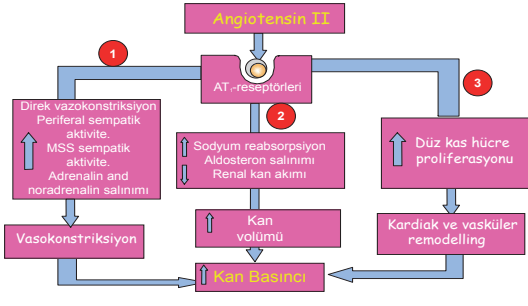 Angiotensin II
AT₁-reseptörleri
1
Direk vazokonstriksiyon
Periferal sempatik
aktivite.
MSS sempatik
aktivite.
Adrenalin and
noradrenalin salınımı
Vasokonstriksiyon
2
Sodyum reabsorpsiyon
Aldosteron salınımı
Renal kan akımı
Kan
volümü
3
Düz kas hücre
proliferasyonu
Kardiak ve vasküler
remodelling
Kan Basıncı